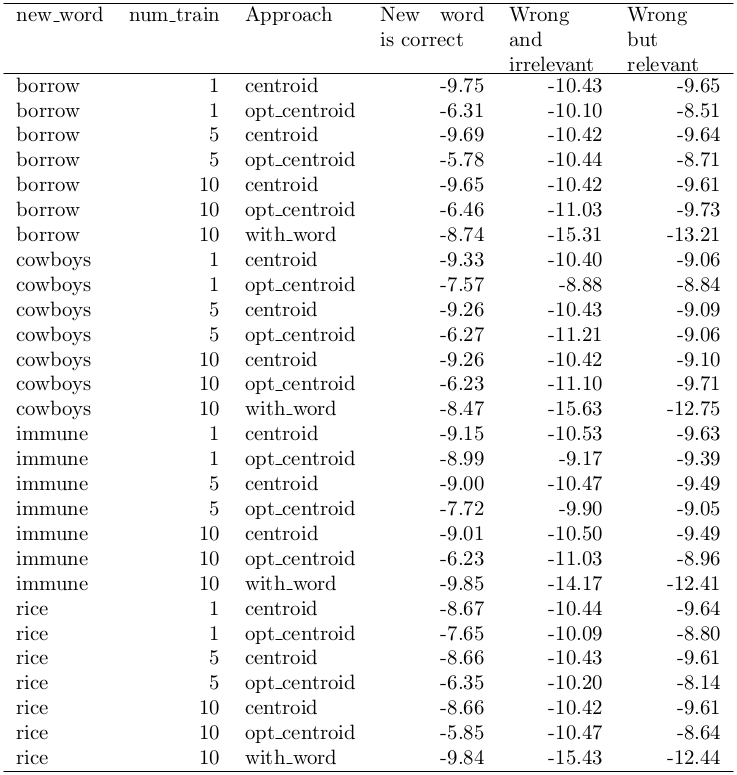 new_word num_train Approach New word Wrong Wrong
is correct and but
irrelevant relevant
borrow 1 centroid -9.75 -10.43 -9.65
borrow 1 opt_centroid -6.31 -10.10 -8.51
borrow 5 centroid -9.69 -10.42 -9.64
borrow 5 opt_centroid -5.78 -10.44 -8.71
borrow 10 centroid -9.65 -10.42 -9.61
borrow 10 opt_centroid -6.46 -11.03 -9.73
borrow 10 with_word -8.74 -15.31 -13.21
cowboys 1 centroid -9.33 -10.40 -9.06
cowboys 1 opt_centroid -7.57 -8.88 -8.84
cowboys 5 centroid -9.26 -10.43 -9.09
cowboys 5 opt_centroid -6.27 -11.21 -9.06
cowboys 10 centroid -9.26 -10.42 -9.10
cowboys 10 opt_centroid -6.23 -11.10 -9.71
cowboys 10 with_word -8.47 -15.63 -12.75
immune 1 centroid -9.15 -10.53 -9.63
immune 1 opt_centroid -8.99 -9.17 -9.39
immune 5 centroid -9.00 -10.47 -9.49
immune 5 opt_centroid -7.72 -9.90 -9.05
immune 10 centroid -9.01 -10.50 -9.49
immune 10 opt_centroid -6.23 -11.03 -8.96
immune 10 with_word -9.85 -14.17 -12.41
rice 1 centroid -8.67 -10.44 -9.64
rice 1 opt_centroid -7.65 -10.09 -8.80
rice 5 centroid -8.66 -10.43 -9.61
rice 5 opt_centroid -6.35 -10.20 -8.14
rice 10 centroid -8.66 -10.42 -9.61
rice 10 opt_centroid -5.85 -10.47 -8.64
rice 10 with_word -9.84 -15.43 -12.44